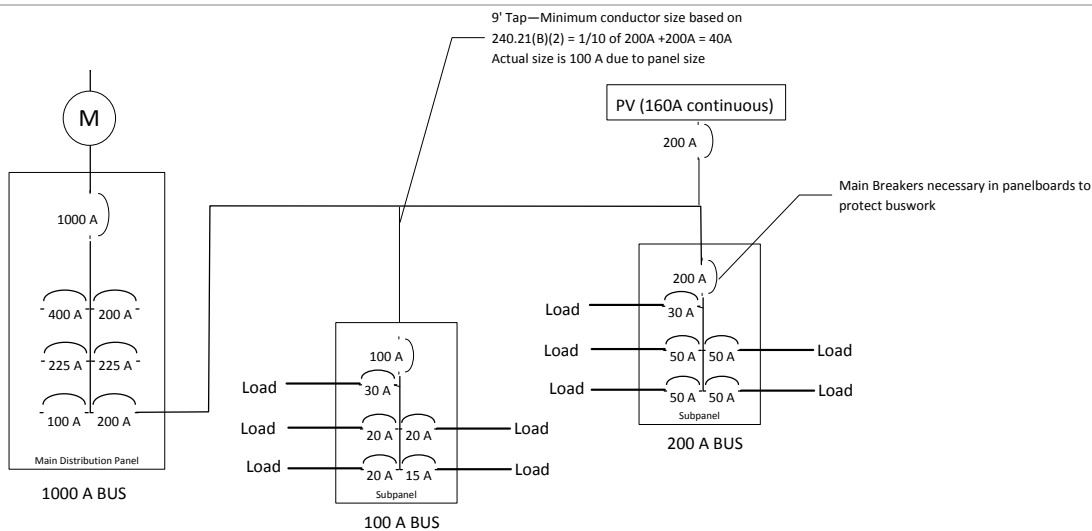 9' Tap—Minimum conductor size based on
240.21(B)(2) = 1/10 of 200A +200A = 40A
Actual size is 100 A due to panel size
M
PV (160A continuous)
200 A
Main Breakers necessary in panelboards to
protect buswork
1000 A
400 A 200 A
225 A 225 A
100 A 200 A
Main Distribution Panel
1000 A BUS
100 A
Load 30 A
Load 20 A 20 A Load
Load 20 A 15 A Load
Subpanel
100 A BUS
200 A
Load 30 A
Load 50 A 50 A Load
Load 50 A 50 A Load
Subpanel
200 A BUS